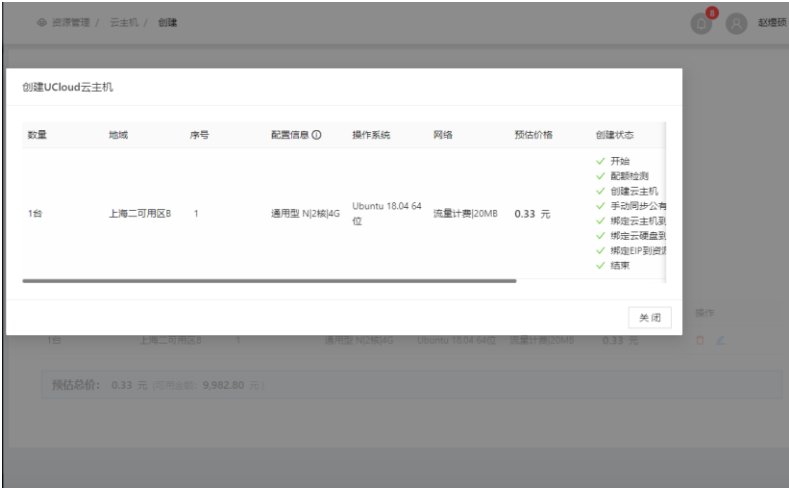 资源管理 / 云主机 / 创建
8
创建UCloud云主机
数量 地域 序号 配置信息 操作系统 网络 预估价格 创建状态
1台 上海二可用区B 1 通用型 N|2核|4G Ubuntu 18.04 64位 流量计费|20MB 0.33 元
开始
配额检测
创建云主机
手动同步公有
绑定云主机到
绑定云硬盘到
绑定EIP到资源
结束
关 闭
操作
1台 上海二可用区B 1 通用型 N|2核|4G Ubuntu 18.04 64位 流量计费|20MB 0.33 元
预估总价： 0.33 元 (可用金额：9,982.80 元)